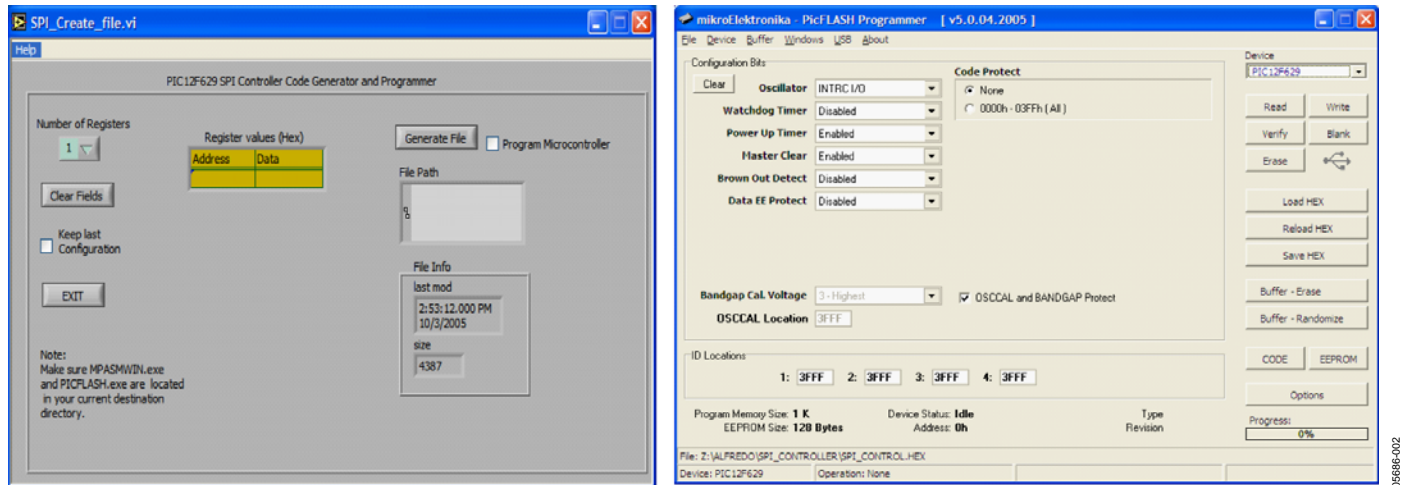 SPI_Create_file.vi
Help
PIC12F629 SPI Controller Code Generator and Programmer
Number of Registers
1
Register values (Hex)
Address Data
Clear Fields
Keep last
Configuration
EXIT
Note:
Make sure MPASMWIN.exe
and PICFLASH.exe are located
in your current destination
directory.
Generate File
Program Microcontroller
File Path
File Info
last mod
2:53:12.000 PM
10/3/2005
size
4387
mikroElektronika - PicFLASH Programmer [ v5.0.04.2005 ]
File Device Buffer Windows USB About
Configuration Bits
Clear
Oscillator INTRC I/O
Watchdog Timer Disabled
Power Up Timer Enabled
Master Clear Enabled
Brown Out Detect Disabled
Data EE Protect Disabled
Code Protect
None
0000h - 03FFh ( All )
Bandgap Cal. Voltage 3 - Highest
OSCCAL and BANDGAP Protect
OSCCAL Location 3FFF
ID Locations
1: 3FFF 2: 3FFF 3: 3FFF 4: 3FFF
Program Memory Size: 1 K Device Status: Idle Type
EEPROM Size: 128 Bytes Address: 0h Revision
File: Z:\ALFREDO\SPI_CONTROLLER\SPI_CONTROL.HEX
Device: PIC12F629 Operation: None
Device
PIC12F629
Read Write
Verify Blank
Erase
Load HEX
Reload HEX
Save HEX
Buffer - Erase
Buffer - Randomize
CODE EEPROM
Options
Progress:
0%
05686-002